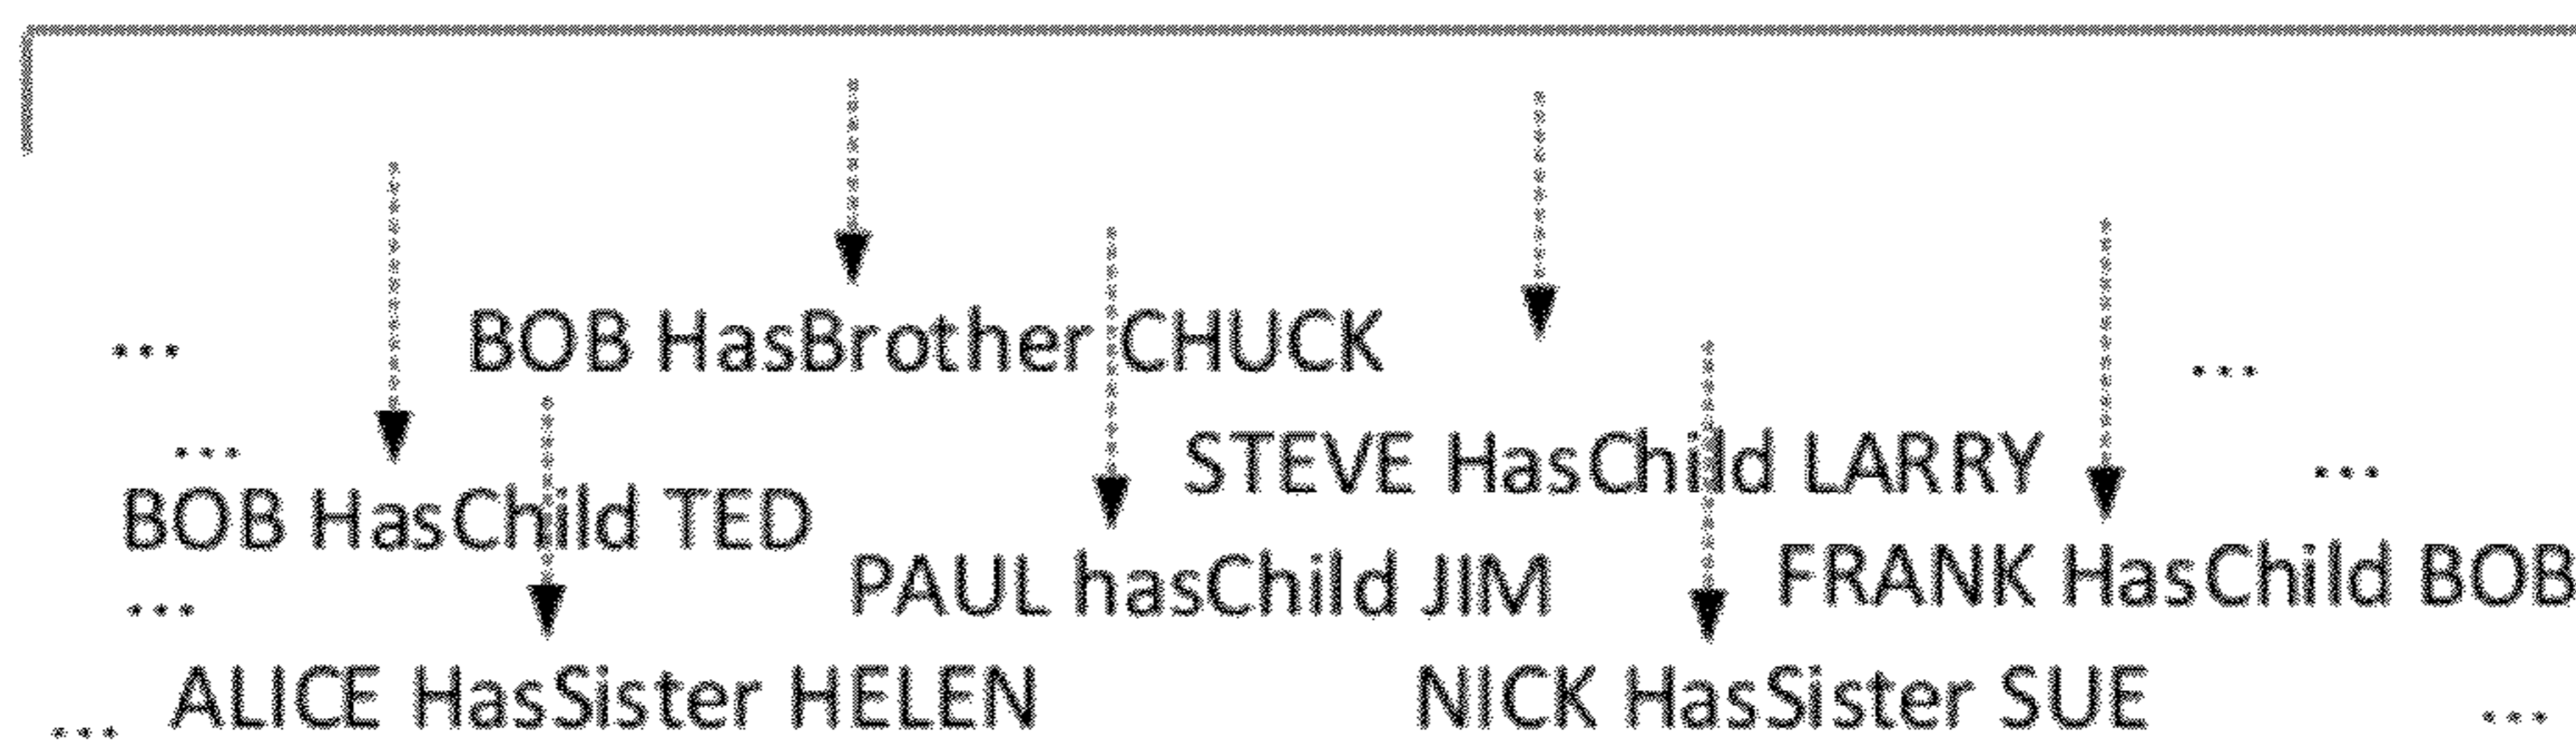 ... BOB HasBrother CHUCK ...
... STEVE HasChild LARRY ...
BOB HasChild TED
... PAUL hasChild JIM FRANK HasChild BOB
... ALICE HasSister HELEN NICK HasSister SUE ...